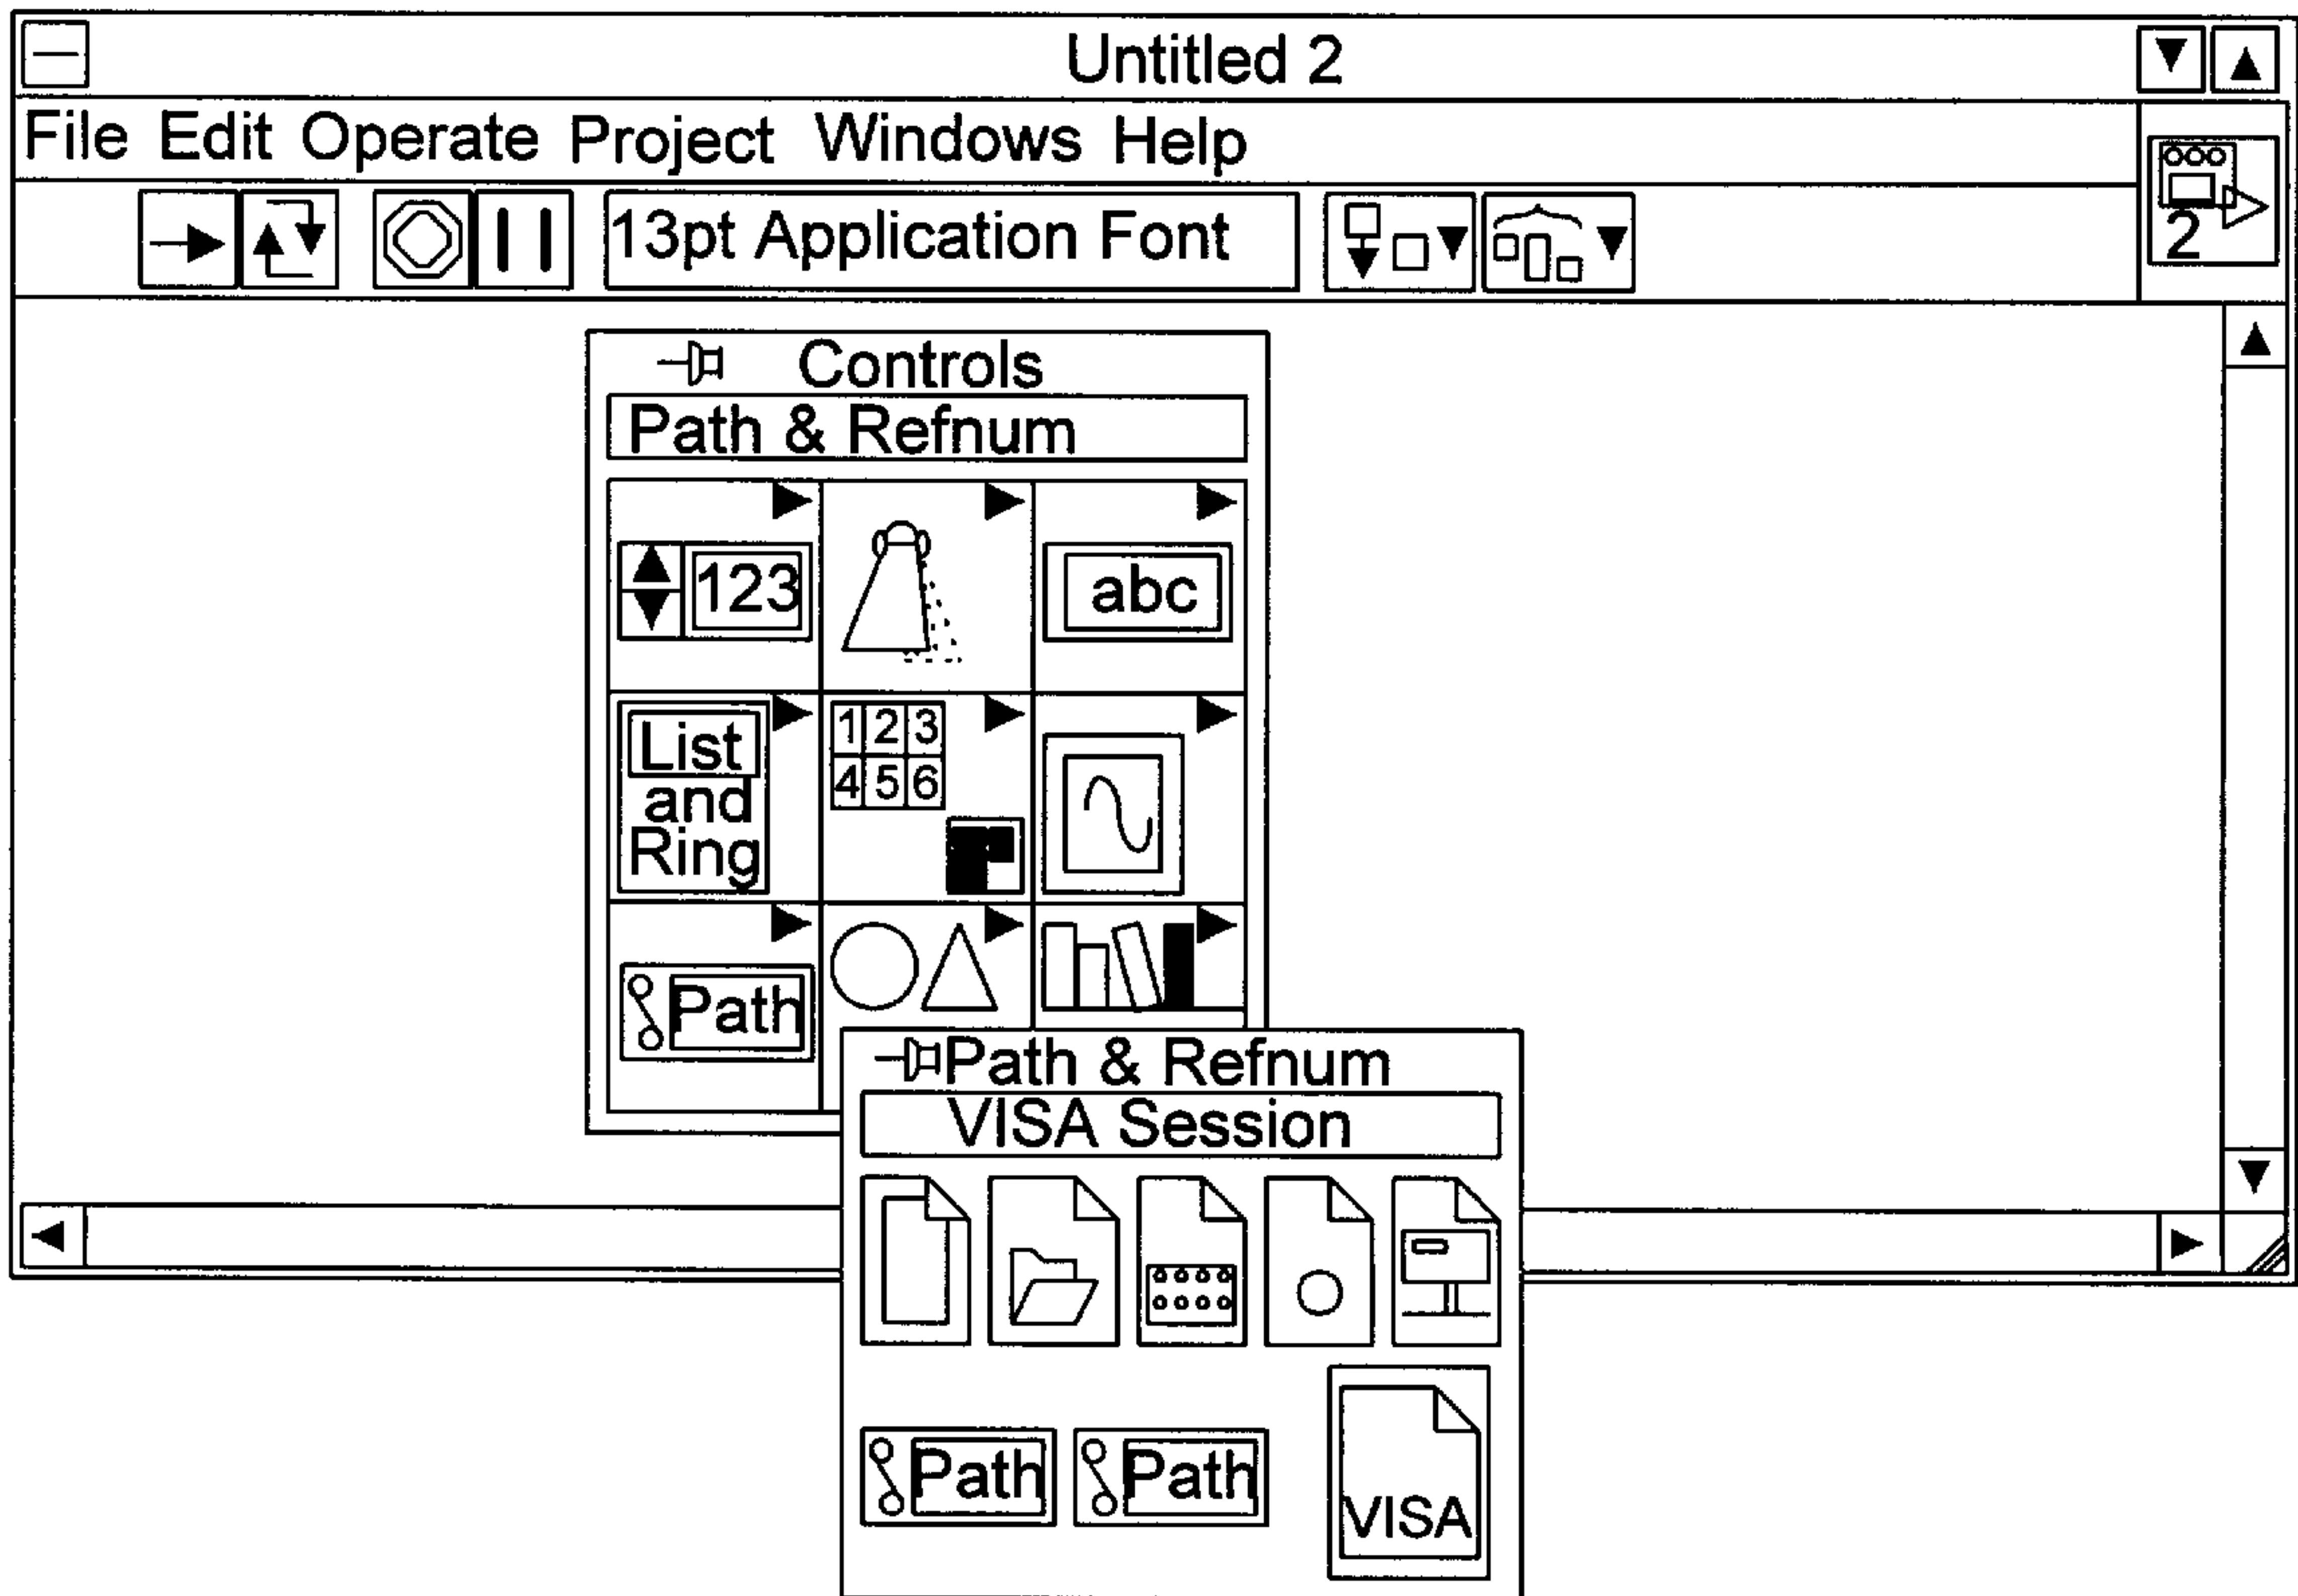 Untitled 2
File Edit Operate Project Windows Help
2
13pt Application Font
Controls
Path & Refnum
123
abc
List
and
Ring
1 2 3
4 5 6
Path
Path & Refnum
VISA Session
Path
Path
VISA